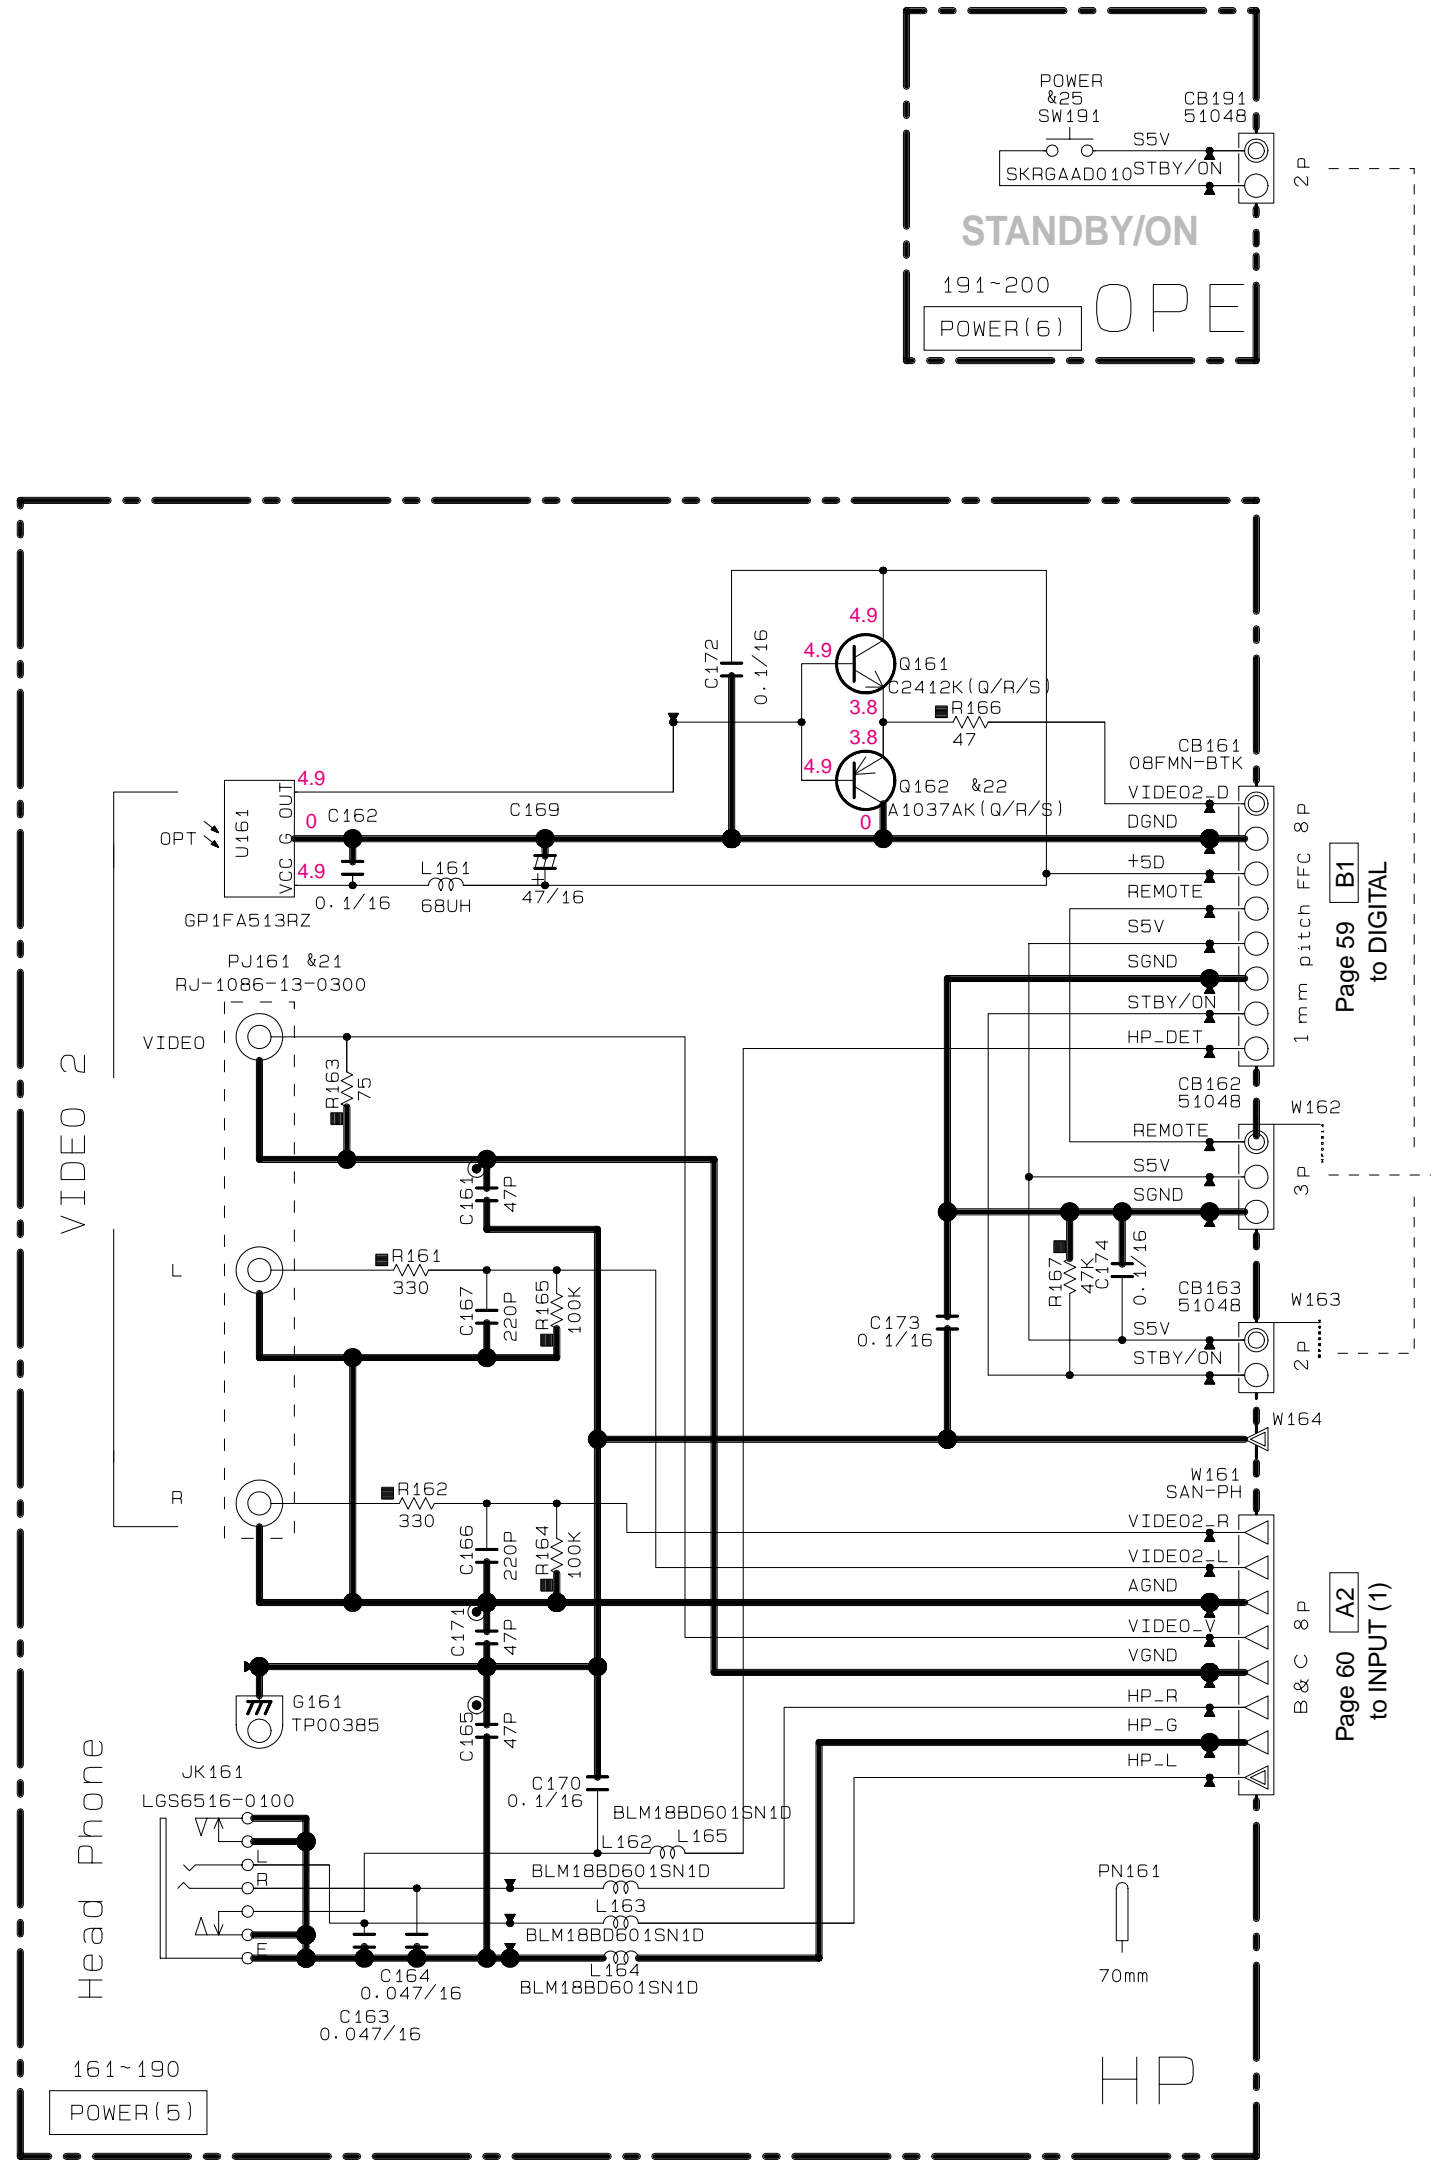 POWER
&25
SW191
CB191
51048
S5V
STBY/ON
SKRGAAD010
2P
STANDBY/ON
191~200
POWER(6)
OPE
4.9
4.9
C172
0.1/16
Q161
C2412K(Q/R/S)
3.8
R166
47
3.8
4.9
Q162 &22
A1037AK(Q/R/S)
0
CB161
08FMN-BTK
VIDEO2_D
DGND
+5D
REMOTE
S5V
SGND
STBY/ON
HP_DET
1mm pitch FFC 8P
Page 59 B1
to DIGITAL
4.9
OUT
0
G
4.9
VCC
U161
OPT
GP1FA513RZ
C162
0.1/16
L161
68UH
C169
+
47/16
PJ161 &21
RJ-1086-13-0300
VIDEO 2
VIDEO
R163
75
C161
47P
L
R161
330
C167
220P
R165
100K
R
R162
330
C166
220P
R164
100K
C171
47P
CB162
51048
W162
REMOTE
S5V
SGND
3P
R167
47K
C174
0.1/16
CB163
51048
W163
S5V
STBY/ON
2P
C173
0.1/16
W164
W161
SAN-PH
VIDEO2_R
VIDEO2_L
AGND
VIDEO_V
VGND
HP_R
HP_G
HP_L
B&C 8P
Page 60 A2
to INPUT (1)
G161
TP00385
C165
47P
C170
0.1/16
Head Phone
JK161
LGS6516-0100
L
R
E
BLM18BD601SN1D
L162
L165
BLM18BD601SN1D
L163
BLM18BD601SN1D
L164
BLM18BD601SN1D
C164
0.047/16
C163
0.047/16
PN161
70mm
161~190
POWER(5)
HP